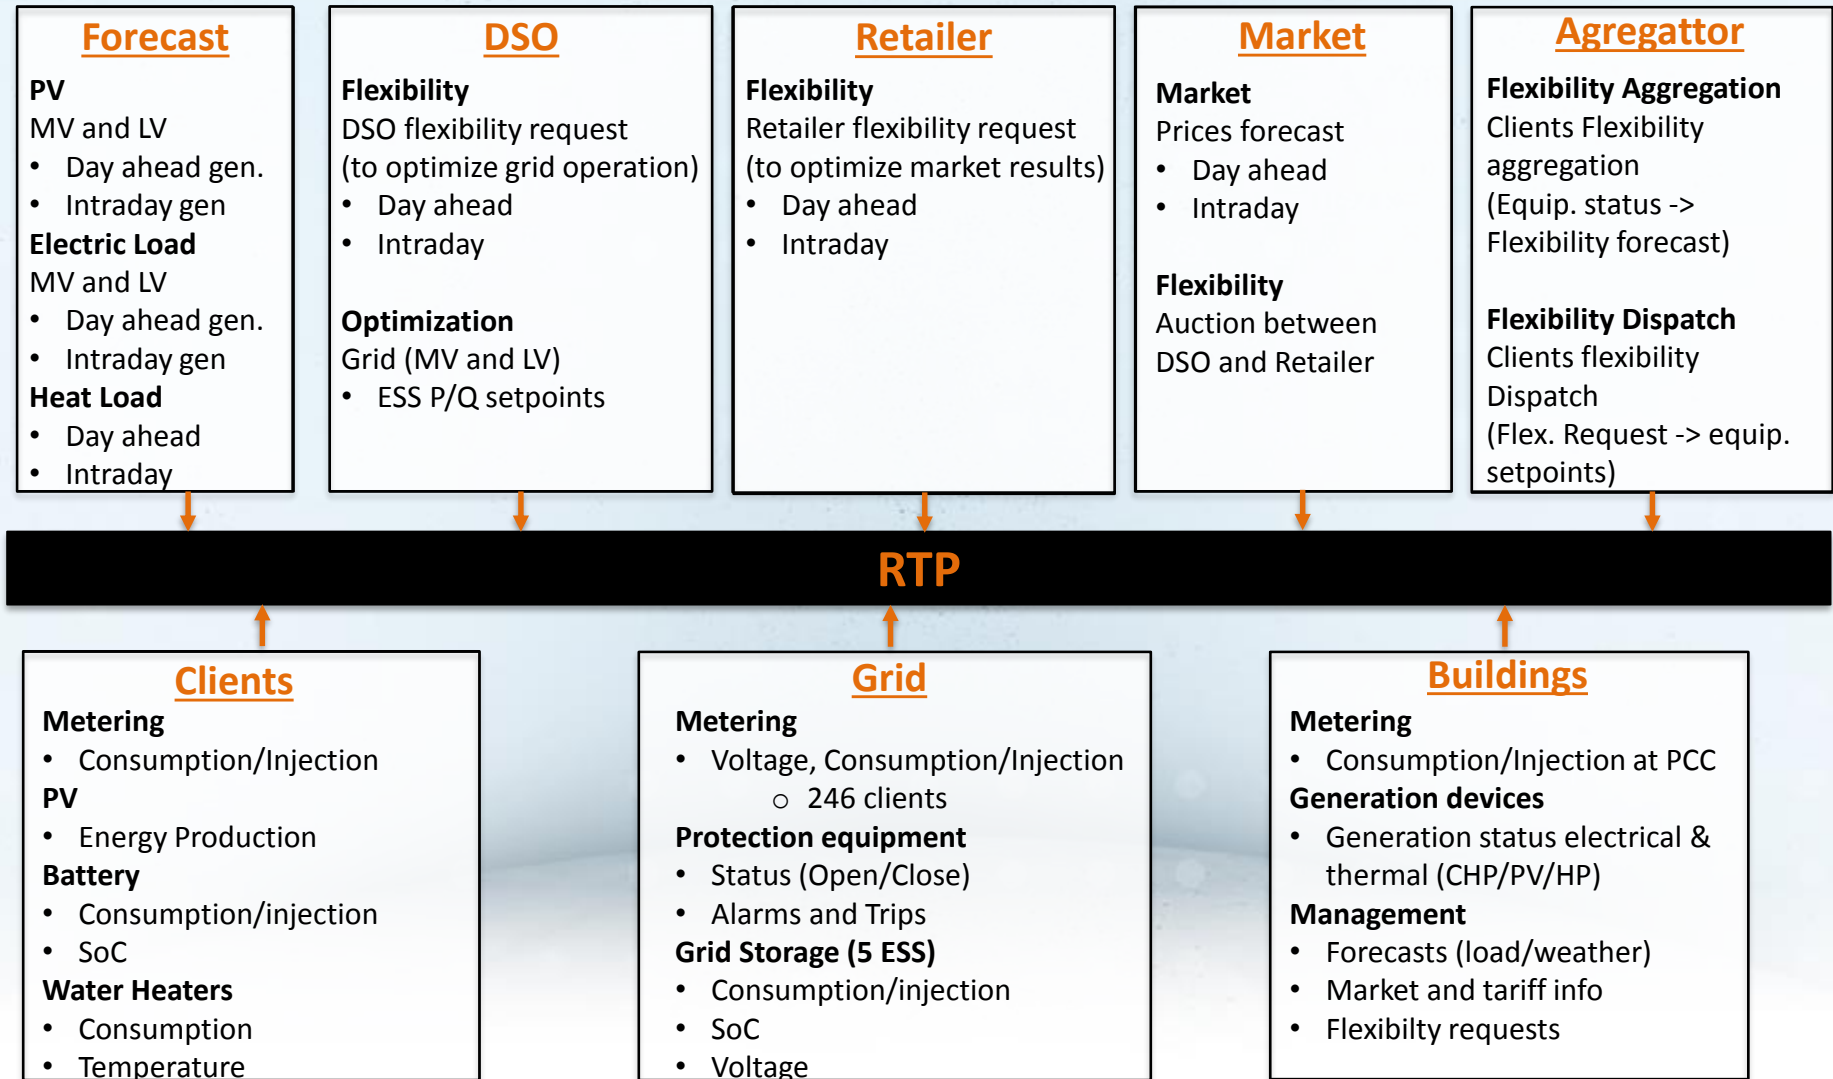 Forecast
PV
MV and LV
• Day ahead gen.
• Intraday gen
Electric Load
MV and LV
• Day ahead gen.
• Intraday gen
Heat Load
• Day ahead
• Intraday
DSO
Flexibility
DSO flexibility request
(to optimize grid operation)
• Day ahead
• Intraday
Optimization
Grid (MV and LV)
• ESS P/Q setpoints
Retailer
Flexibility
Retailer flexibility request
(to optimize market results)
• Day ahead
• Intraday
Market
Market
Prices forecast
• Day ahead
• Intraday
Flexibility
Auction between
DSO and Retailer
Agregattor
Flexibility Aggregation
Clients Flexibility
aggregation
(Equip. status ->
Flexibility forecast)
Flexibility Dispatch
Clients flexibility
Dispatch
(Flex. Request -> equip.
setpoints)
RTP
Clients
Metering
• Consumption/Injection
PV
• Energy Production
Battery
• Consumption/injection
• SoC
Water Heaters
• Consumption
• Temperature
Grid
Metering
• Voltage, Consumption/Injection
o 246 clients
Protection equipment
• Status (Open/Close)
• Alarms and Trips
Grid Storage (5 ESS)
• Consumption/injection
• SoC
• Voltage
Buildings
Metering
• Consumption/Injection at PCC
Generation devices
• Generation status electrical &
thermal (CHP/PV/HP)
Management
• Forecasts (load/weather)
• Market and tariff info
• Flexibilty requests